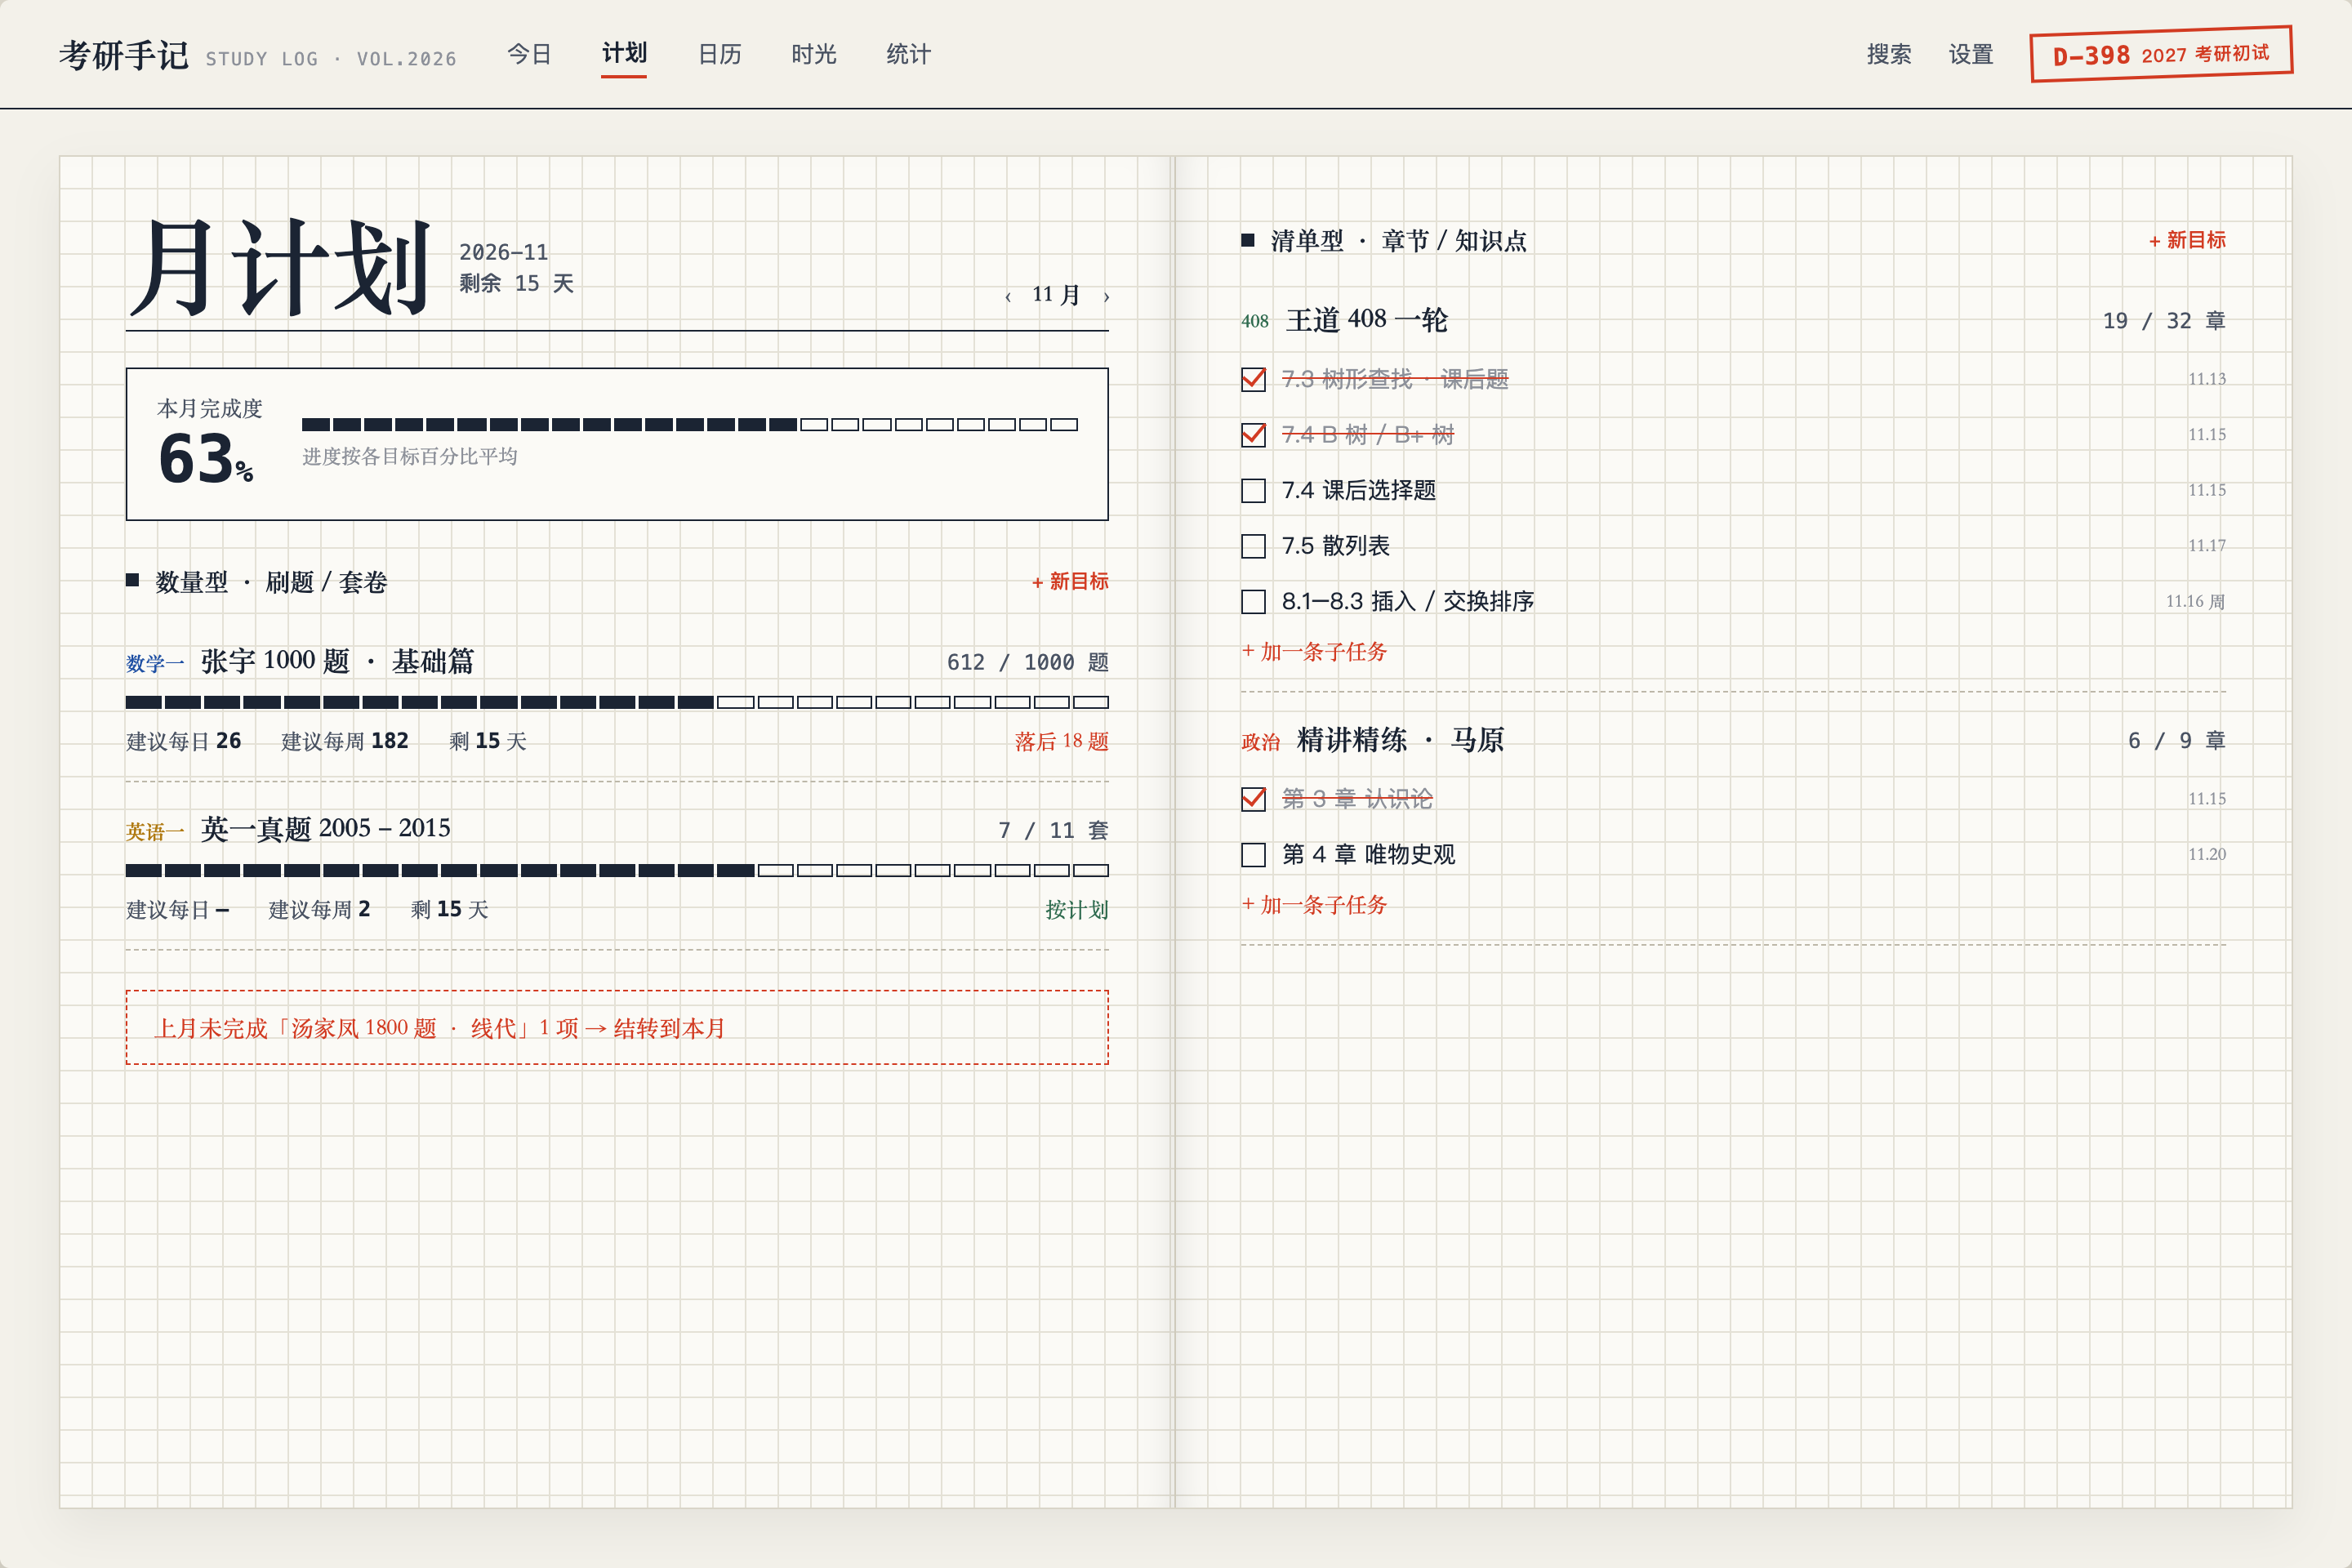 考研手记 STUDY LOG · VOL.2026 今日 计划 日历 时光 统计 搜索 设置 D−398 2027 考研初试
月计划
2026−11
剩余 15 天
‹ 11 月 ›
本月完成度
63%
进度按各目标百分比平均
■ 数量型 · 刷题 / 套卷 + 新目标
数学一 张宇 1000 题 · 基础篇 612 / 1000 题
建议每日 26 建议每周 182 剩 15 天 落后 18 题
英语一 英一真题 2005 – 2015 7 / 11 套
建议每日 — 建议每周 2 剩 15 天 按计划
上月未完成「汤家凤 1800 题 · 线代」1 项 → 结转到本月
■ 清单型 · 章节 / 知识点 + 新目标
408 王道 408 一轮 19 / 32 章
7.3 树形查找 · 课后题 11.13
7.4 B 树 / B+ 树 11.15
7.4 课后选择题 11.15
7.5 散列表 11.17
8.1—8.3 插入 / 交换排序 11.16 周
+ 加一条子任务
政治 精讲精练 · 马原 6 / 9 章
第 3 章 认识论 11.15
第 4 章 唯物史观 11.20
+ 加一条子任务